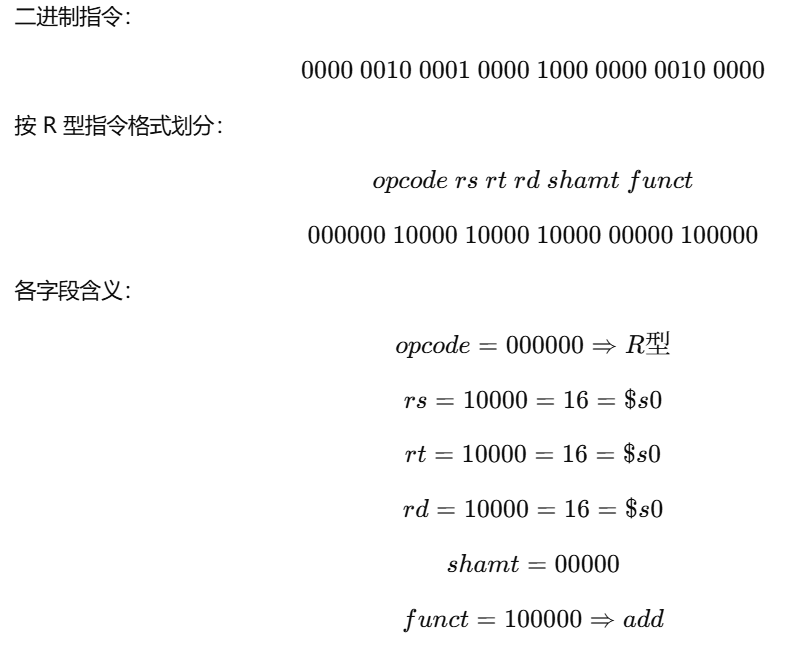 二进制指令：
0000 0010 0001 0000 1000 0000 0010 0000
按 R 型指令格式划分：
opcode rs rt rd shamt funct
000000 10000 10000 10000 00000 100000
各字段含义：
opcode = 000000 ⇒ R型
rs = 10000 = 16 = $s0
rt = 10000 = 16 = $s0
rd = 10000 = 16 = $s0
shamt = 00000
funct = 100000 ⇒ add